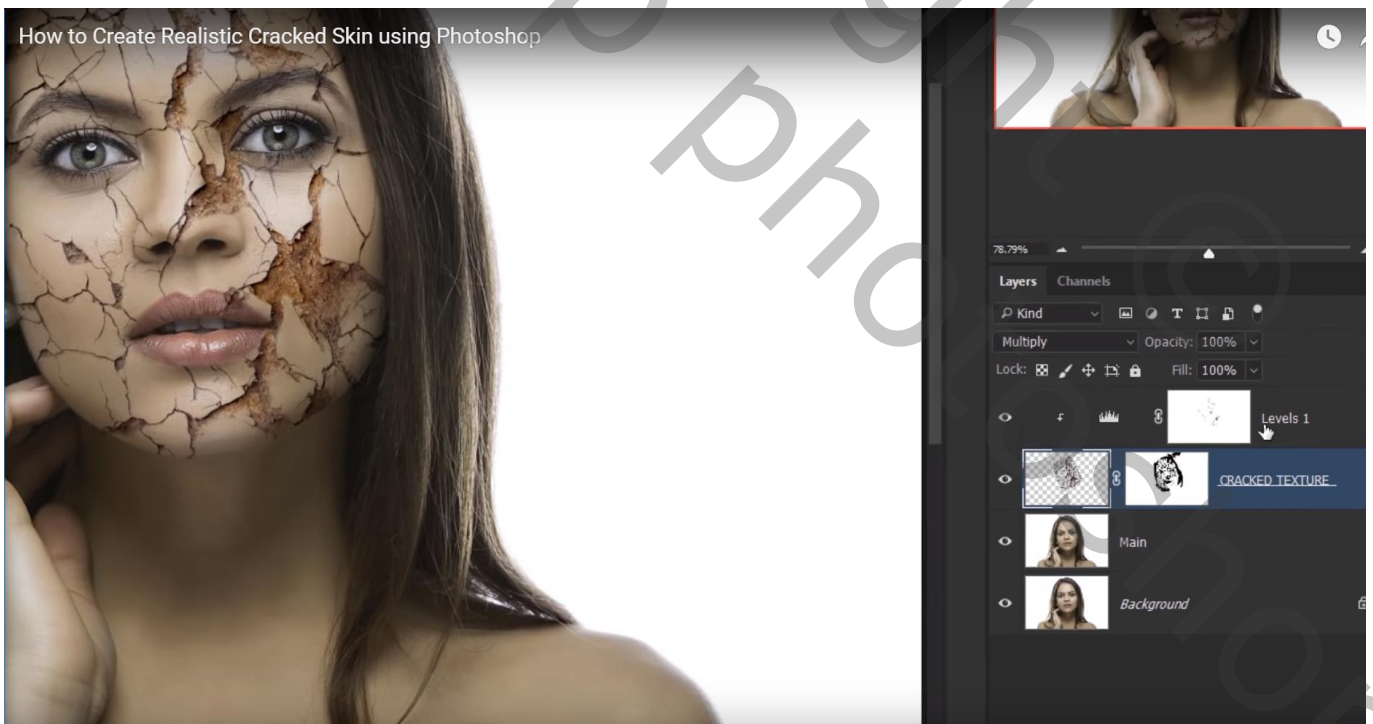 How to Create Realistic Cracked Skin using Photoshop
78.79%
Layers Channels
Kind
Multiply Opacity: 100%
Lock: Fill: 100%
Levels 1
CRACKED TEXTURE
Main
Background